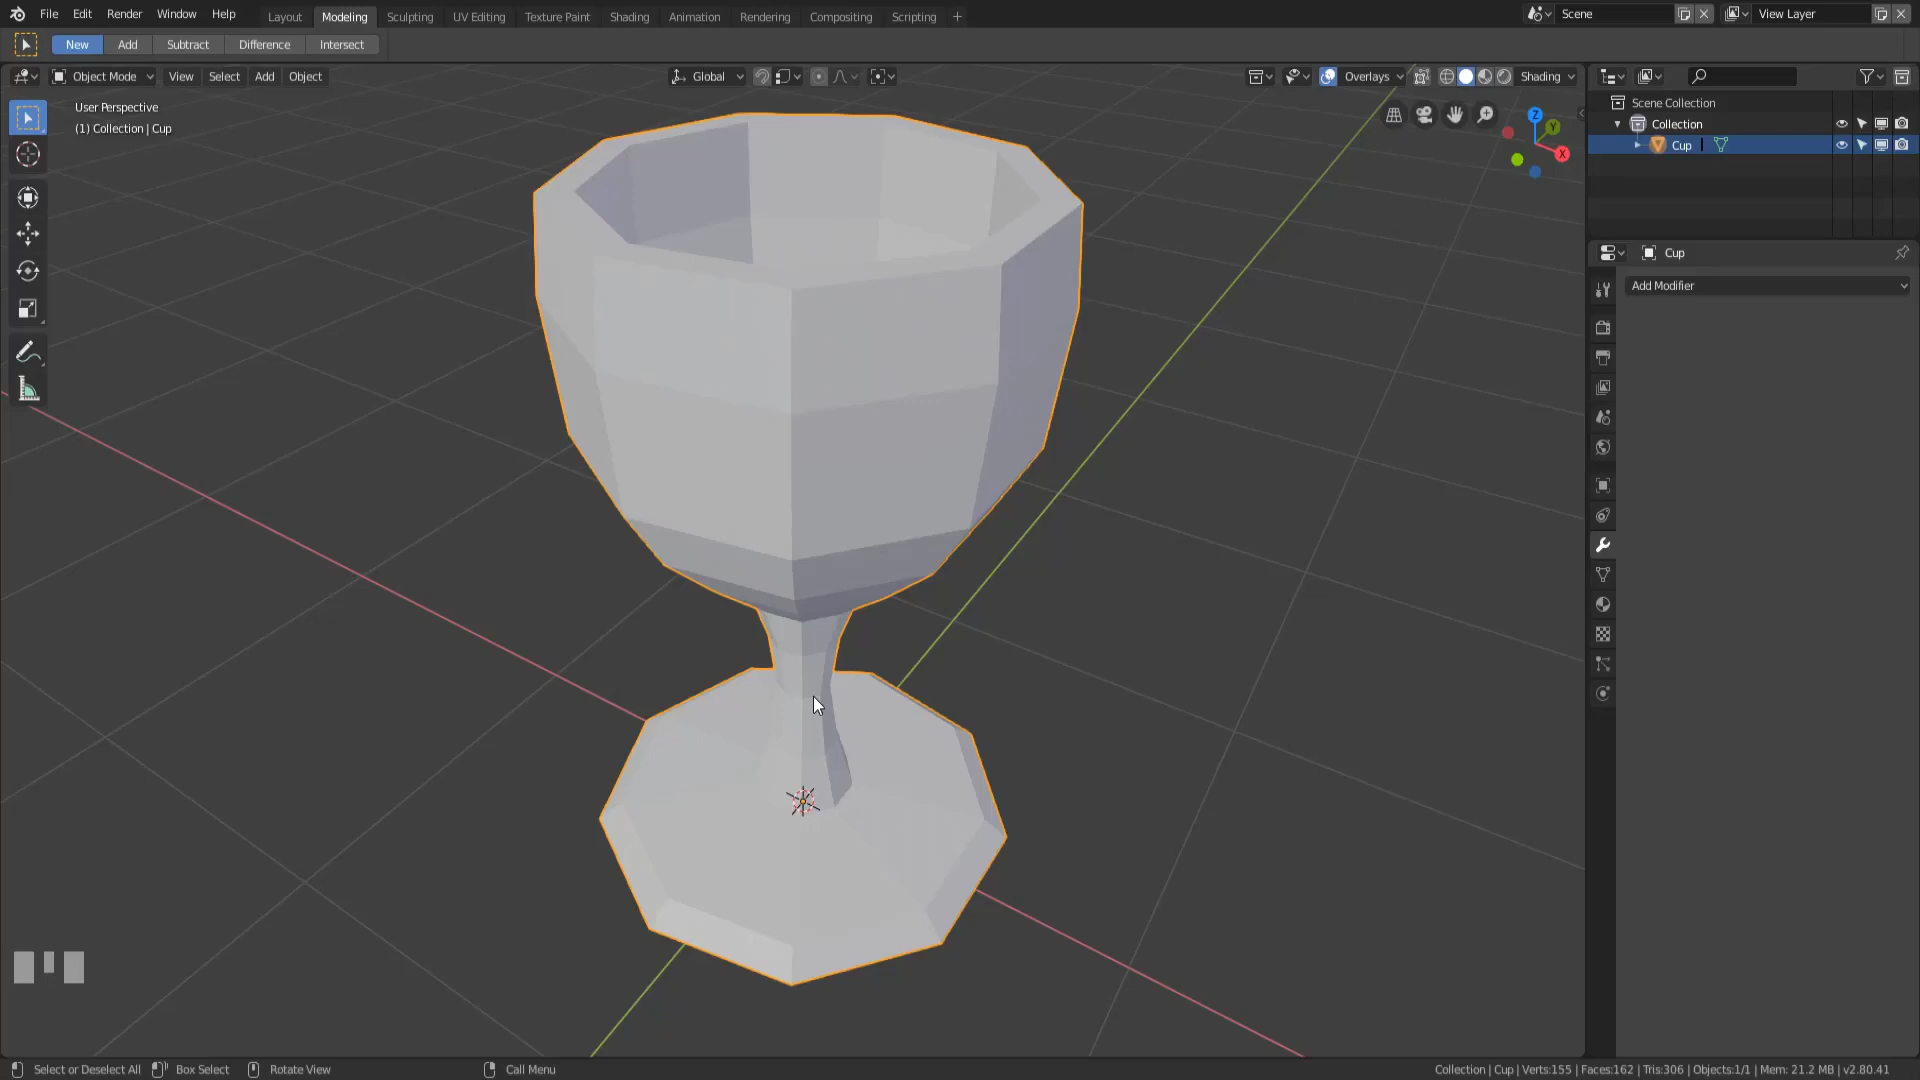 File Edit Render Window Help Layout Modeling Sculpting UV Editing Texture Paint Shading Animation Rendering Compositing Scripting + Scene View Layer
New Add Subtract Difference Intersect
Object Mode View Select Add Object Global Overlays Shading
User Perspective
(1) Collection | Cup
Z
Y
X
Scene Collection
Collection
Cup
Cup
Add Modifier
Select or Deselect All Box Select Rotate View Call Menu Collection | Cup | Verts:155 | Faces:162 | Tris:306 | Objects:1/1 | Mem: 21.2 MB | v2.80.41